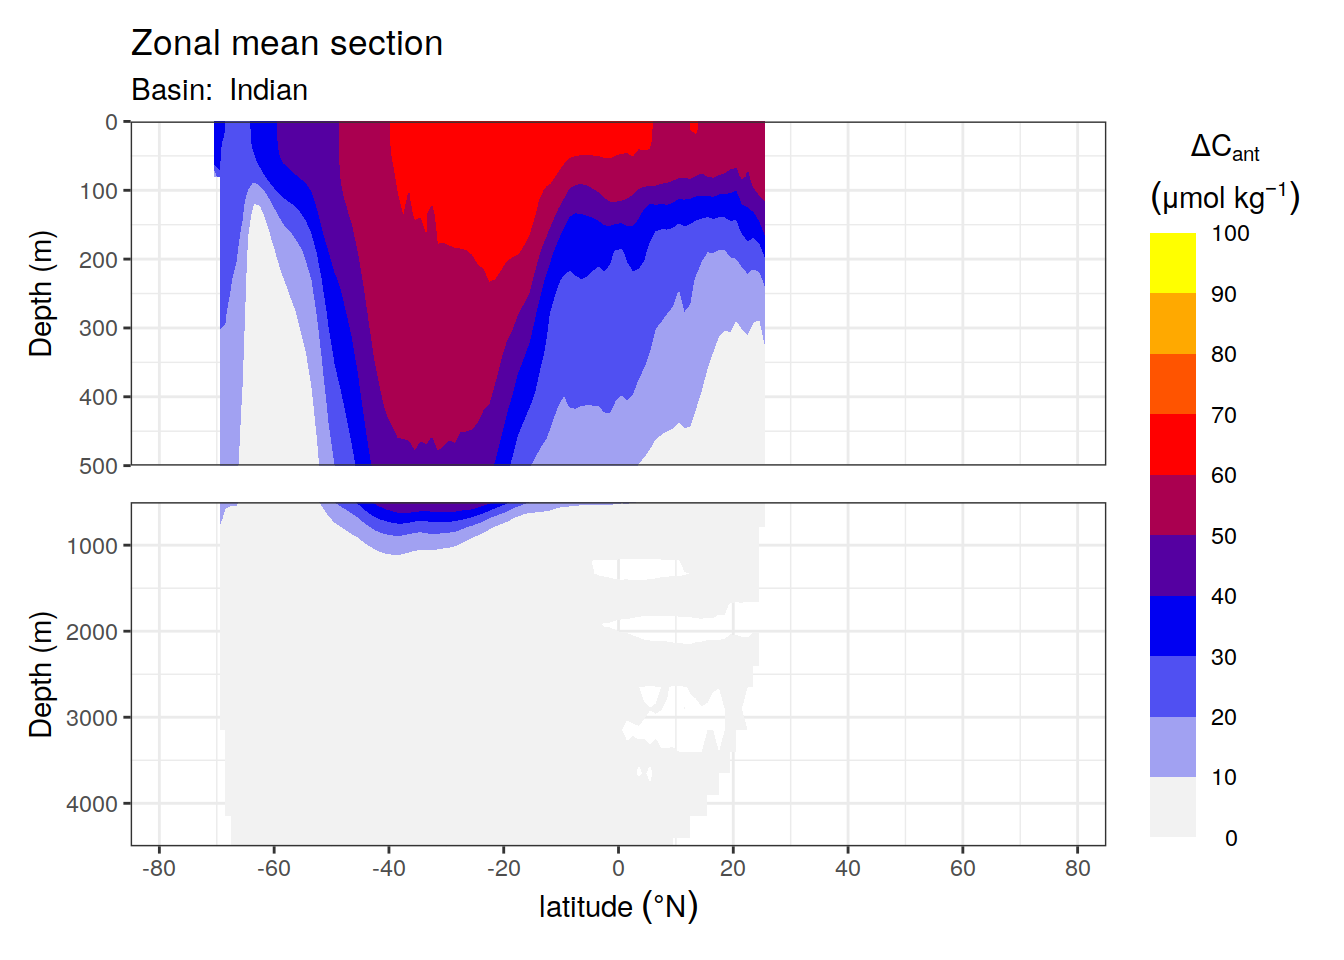 Zonal mean section
Basin:  Indian
0
100
200
300
400
500
Depth (m)
1000
2000
3000
4000
Depth (m)
-80 -60 -40 -20 0 20 40 60 80
latitude (°N)
ΔCant
(μmol kg⁻¹)
100
90
80
70
60
50
40
30
20
10
0